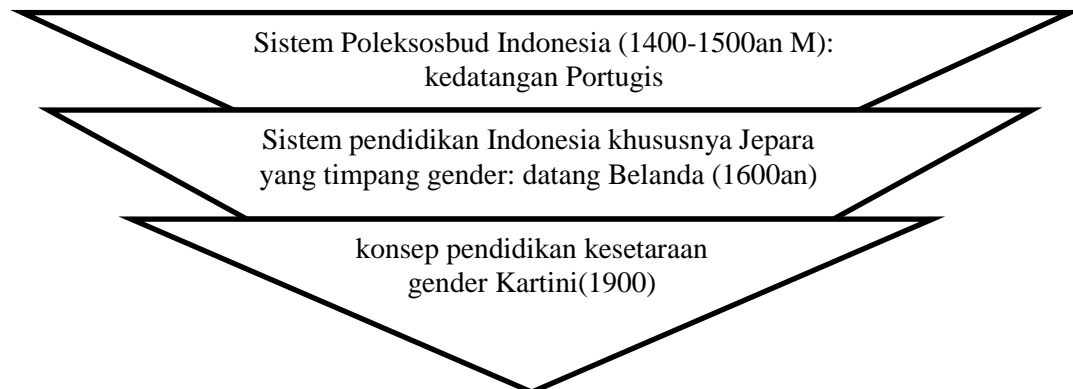 Sistem Poleksosbud Indonesia (1400-1500an M):
kedatangan Portugis
Sistem pendidikan Indonesia khususnya Jepara
yang timpang gender: datang Belanda (1600an)
konsep pendidikan kesetaraan
gender Kartini(1900)